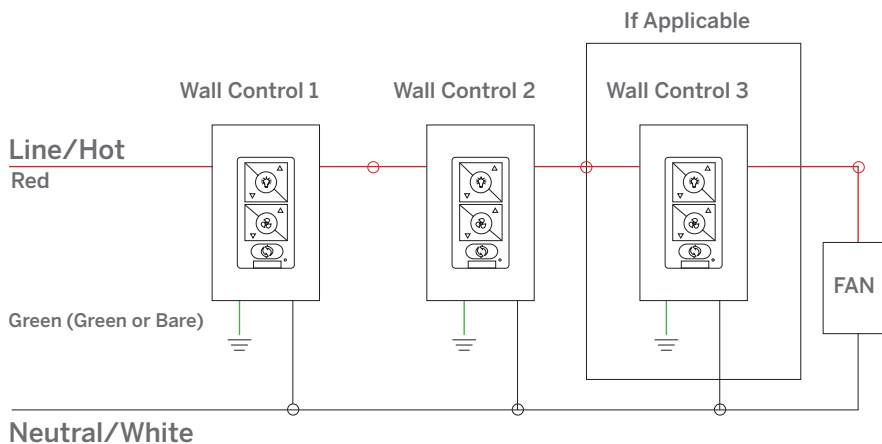 If Applicable
Wall Control 1
Wall Control 2
Wall Control 3
Line/Hot
Red
FAN
Green (Green or Bare)
Neutral/White